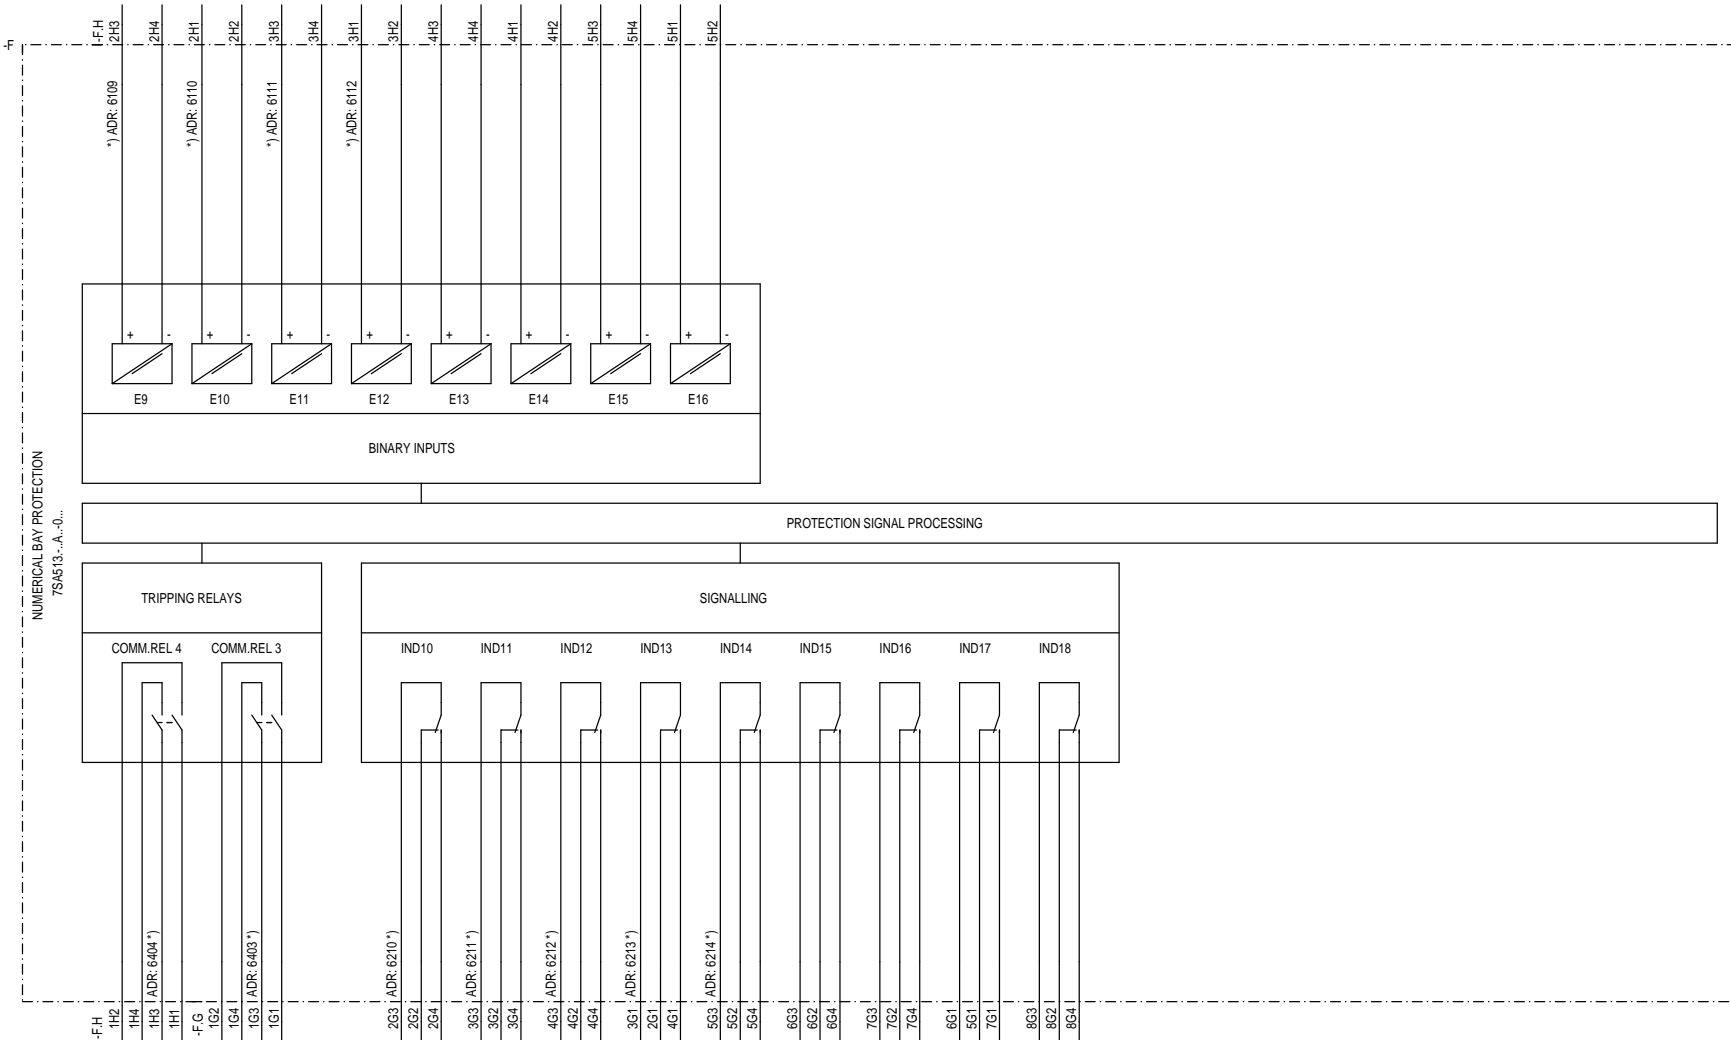 -F
-F.H
2H3
2H4
2H1
2H2
3H3
3H4
3H1
3H2
4H3
4H4
4H1
4H2
5H3
5H4
5H1
5H2
*) ADR: 6109
*) ADR: 6110
*) ADR: 6111
*) ADR: 6112
+ - + - + - + - + - + - + - + -
E9 E10 E11 E12 E13 E14 E15 E16
BINARY INPUTS
NUMERICAL BAY PROTECTION
7SA513.-..A..-0...
PROTECTION SIGNAL PROCESSING
TRIPPING RELAYS
SIGNALLING
COMM.REL 4 COMM.REL 3
IND10 IND11 IND12 IND13 IND14 IND15 IND16 IND17 IND18
ADR: 6404 *)
ADR: 6403 *)
ADR: 6210 *)
ADR: 6211 *)
ADR: 6212 *)
ADR: 6213 *)
ADR: 6214 *)
-F.H
1H2
1H4
1H3
1H1
-F.G
1G2
1G4
1G3
1G1
2G3
2G2
2G4
3G3
3G2
3G4
4G3
4G2
4G4
3G1
2G1
4G1
5G3
5G2
5G4
6G3
6G2
6G4
7G3
7G2
7G4
6G1
5G1
7G1
8G3
8G2
8G4